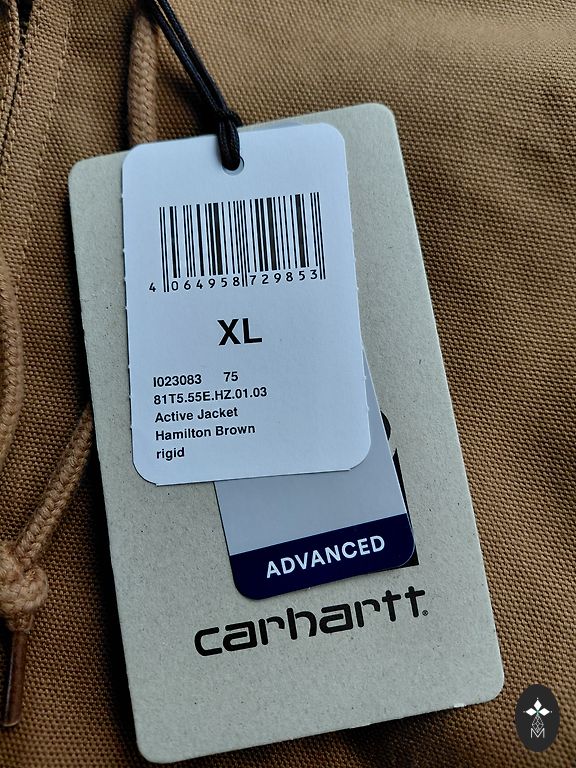 4 064958 729853
XL
I023083 75
81T5.55E.HZ.01.03
Active Jacket
Hamilton Brown
rigid
ADVANCED
carhartt®